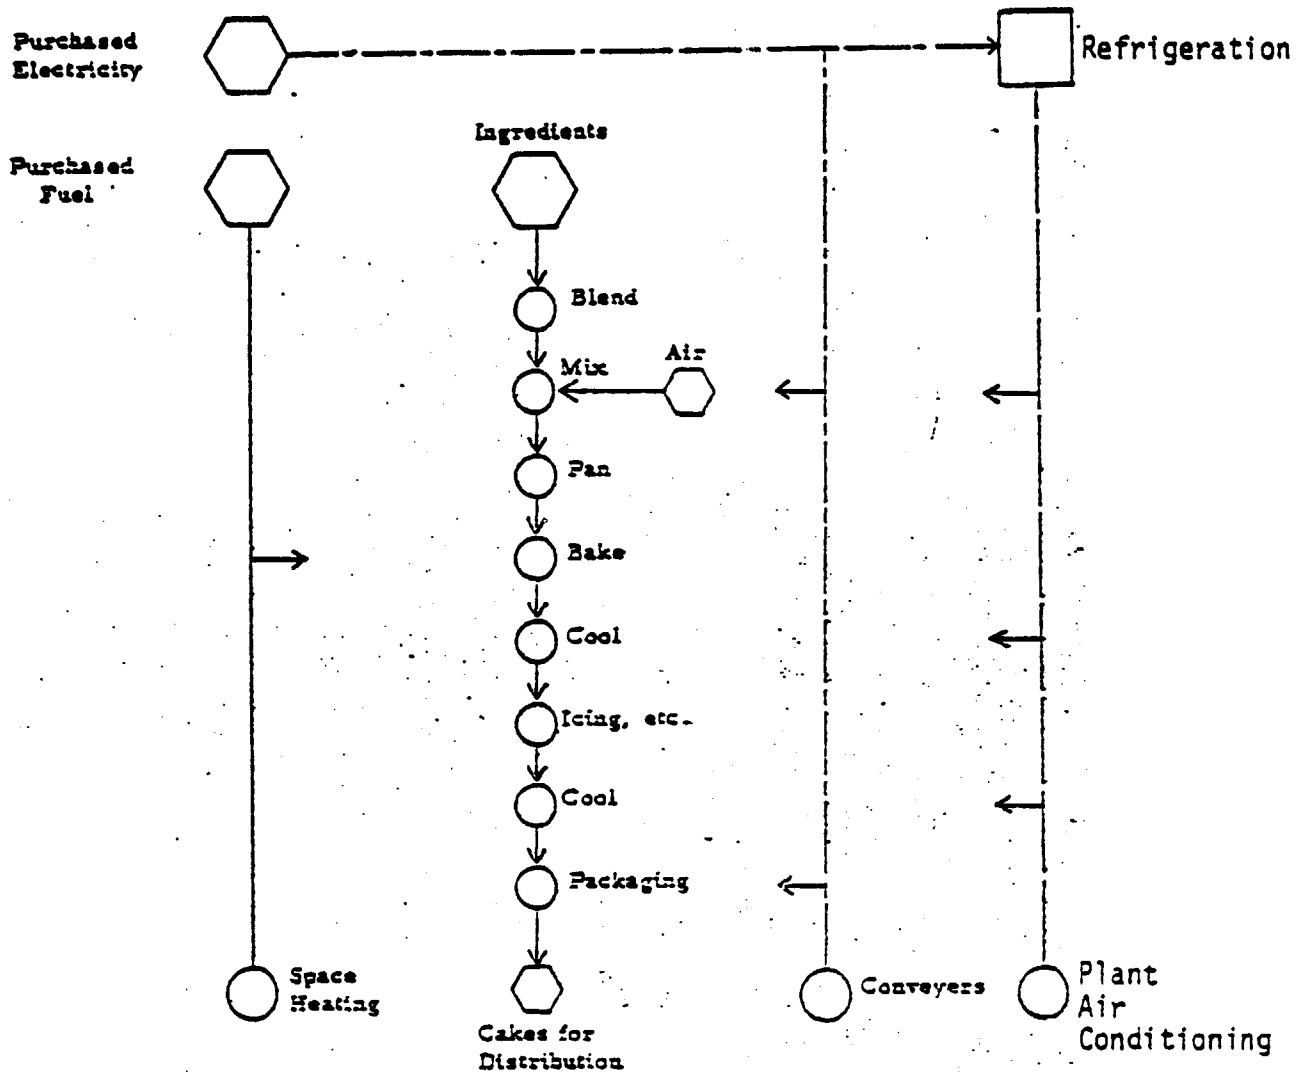 Purchased
Electricity
Refrigeration
Purchased
Fuel
Ingredients
Blend
Mix
Air
Pan
Bake
Cool
Icing, etc.
Cool
Packaging
Space
Heating
Cakes for
Distribution
Conveyers
Plant
Air
Conditioning